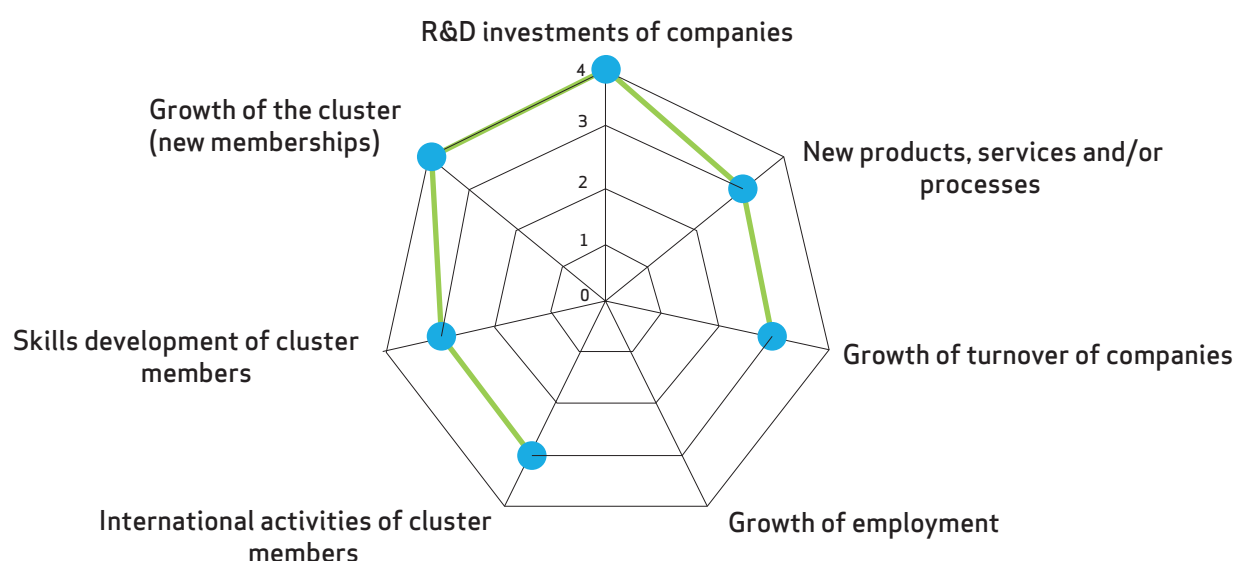 R&D investments of companies
4
Growth of the cluster
(new memberships)
3
New products, services and/or
processes
2
1
0
Skills development of cluster
members
Growth of turnover of companies
International activities of cluster
members
Growth of employment